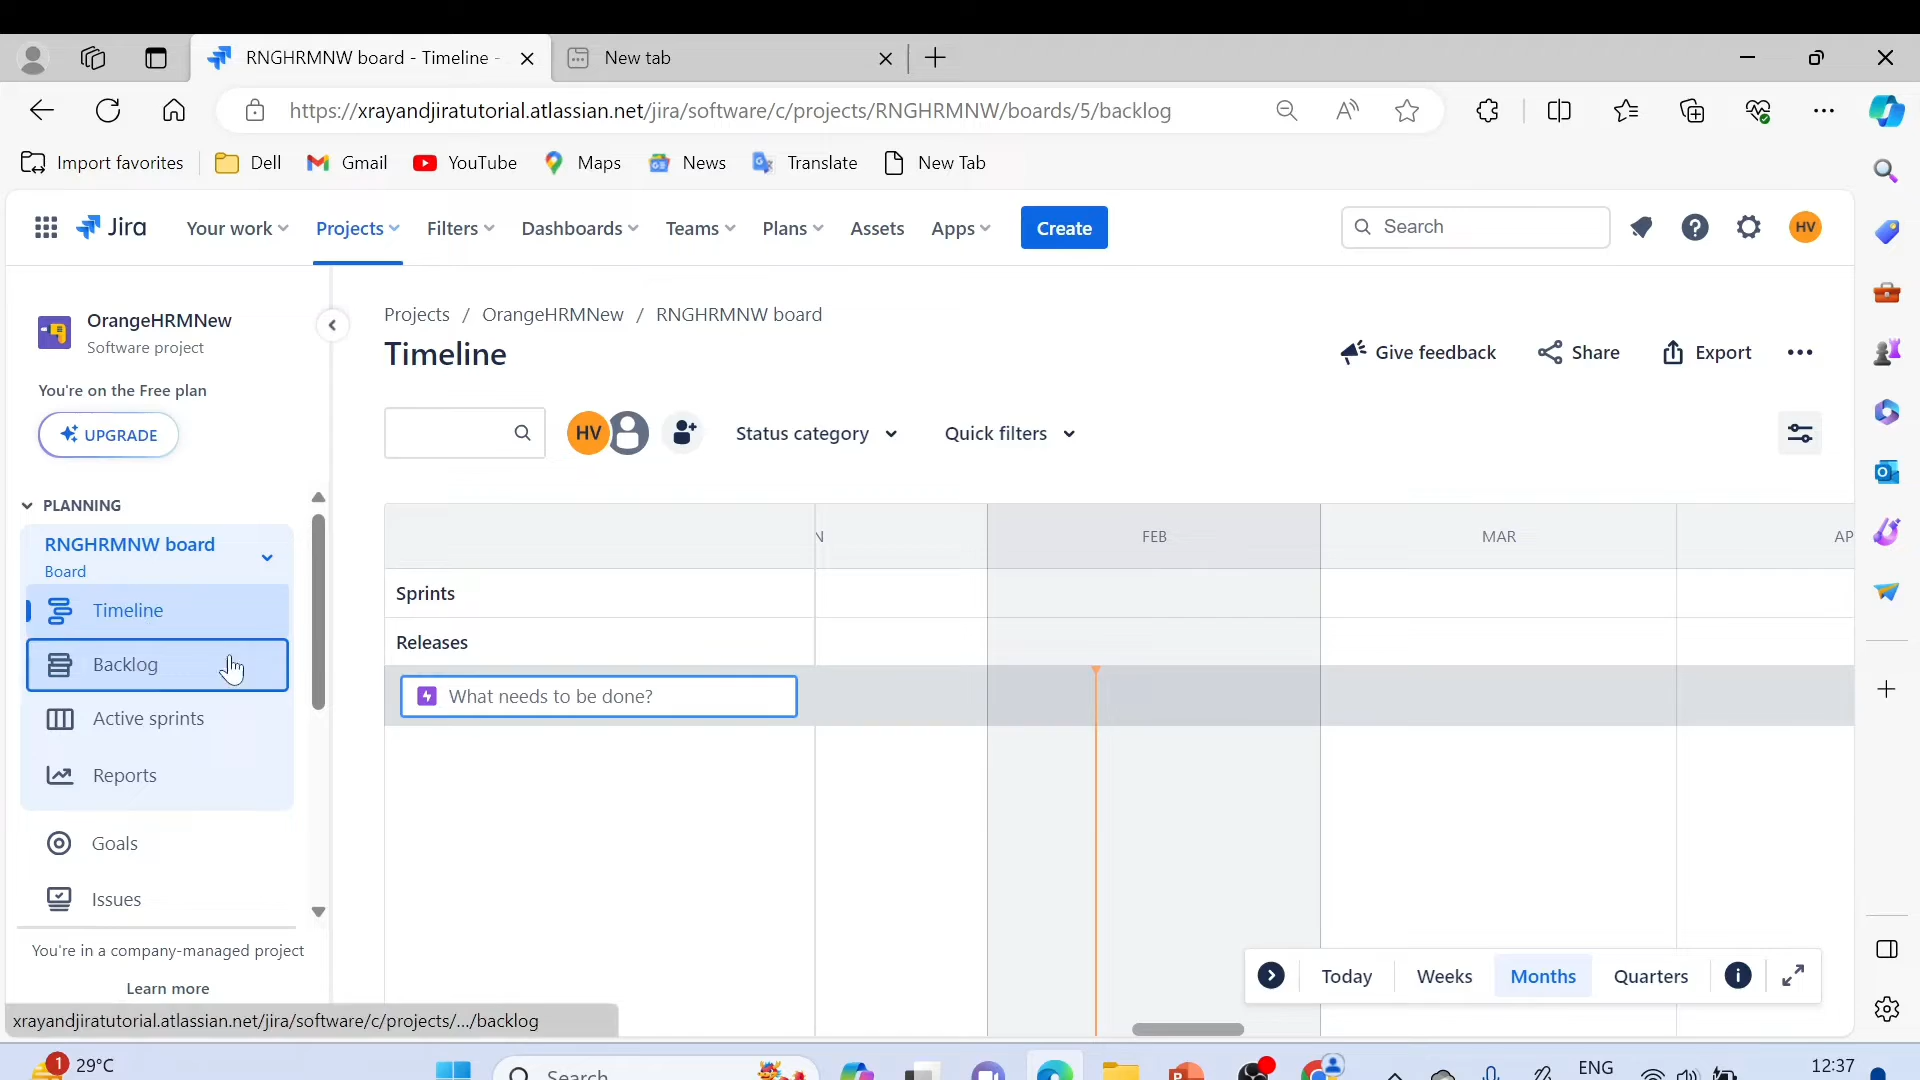 RNGHRMNW board - Timeline -
New tab
https://xrayandjiratutorial.atlassian.net/jira/software/c/projects/RNGHRMNW/boards/5/backlog
Import favorites
Dell
Gmail
YouTube
Maps
News
Translate
New Tab
Jira
Your work
Projects
Filters
Dashboards
Teams
Plans
Assets
Apps
Create
Search
HV
OrangeHRMNew
Software project
You're on the Free plan
UPGRADE
PLANNING
RNGHRMNW board
Board
Timeline
Backlog
Active sprints
Reports
Goals
Issues
You're in a company-managed project
Learn more
xrayandjiratutorial.atlassian.net/jira/software/c/projects/.../backlog
Projects / OrangeHRMNew / RNGHRMNW board
Timeline
Give feedback
Share
Export
HV
Status category
Quick filters
N
FEB
MAR
AP
Sprints
Releases
What needs to be done?
Today
Weeks
Months
Quarters
1
29°C
Search
ENG
12:37